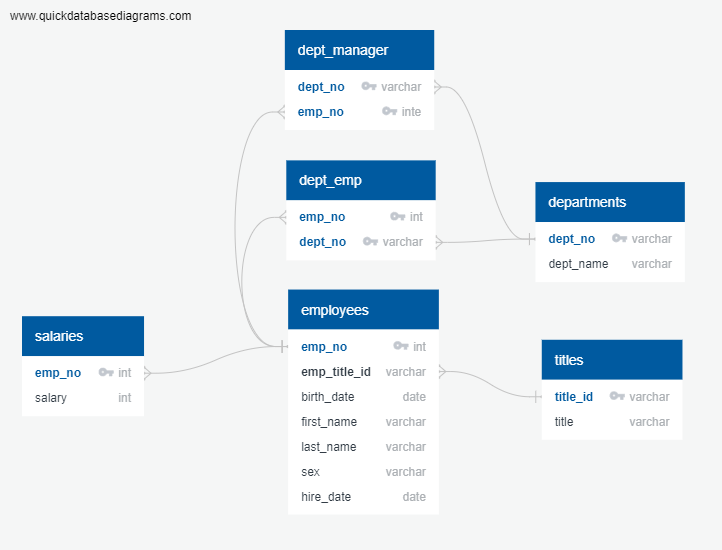 www.quickdatabasediagrams.com
dept_manager
dept_no varchar
emp_no inte
dept_emp
emp_no int
dept_no varchar
departments
dept_no varchar
dept_name varchar
employees
emp_no int
emp_title_id varchar
birth_date date
first_name varchar
last_name varchar
sex varchar
hire_date date
salaries
emp_no int
salary int
titles
title_id varchar
title varchar